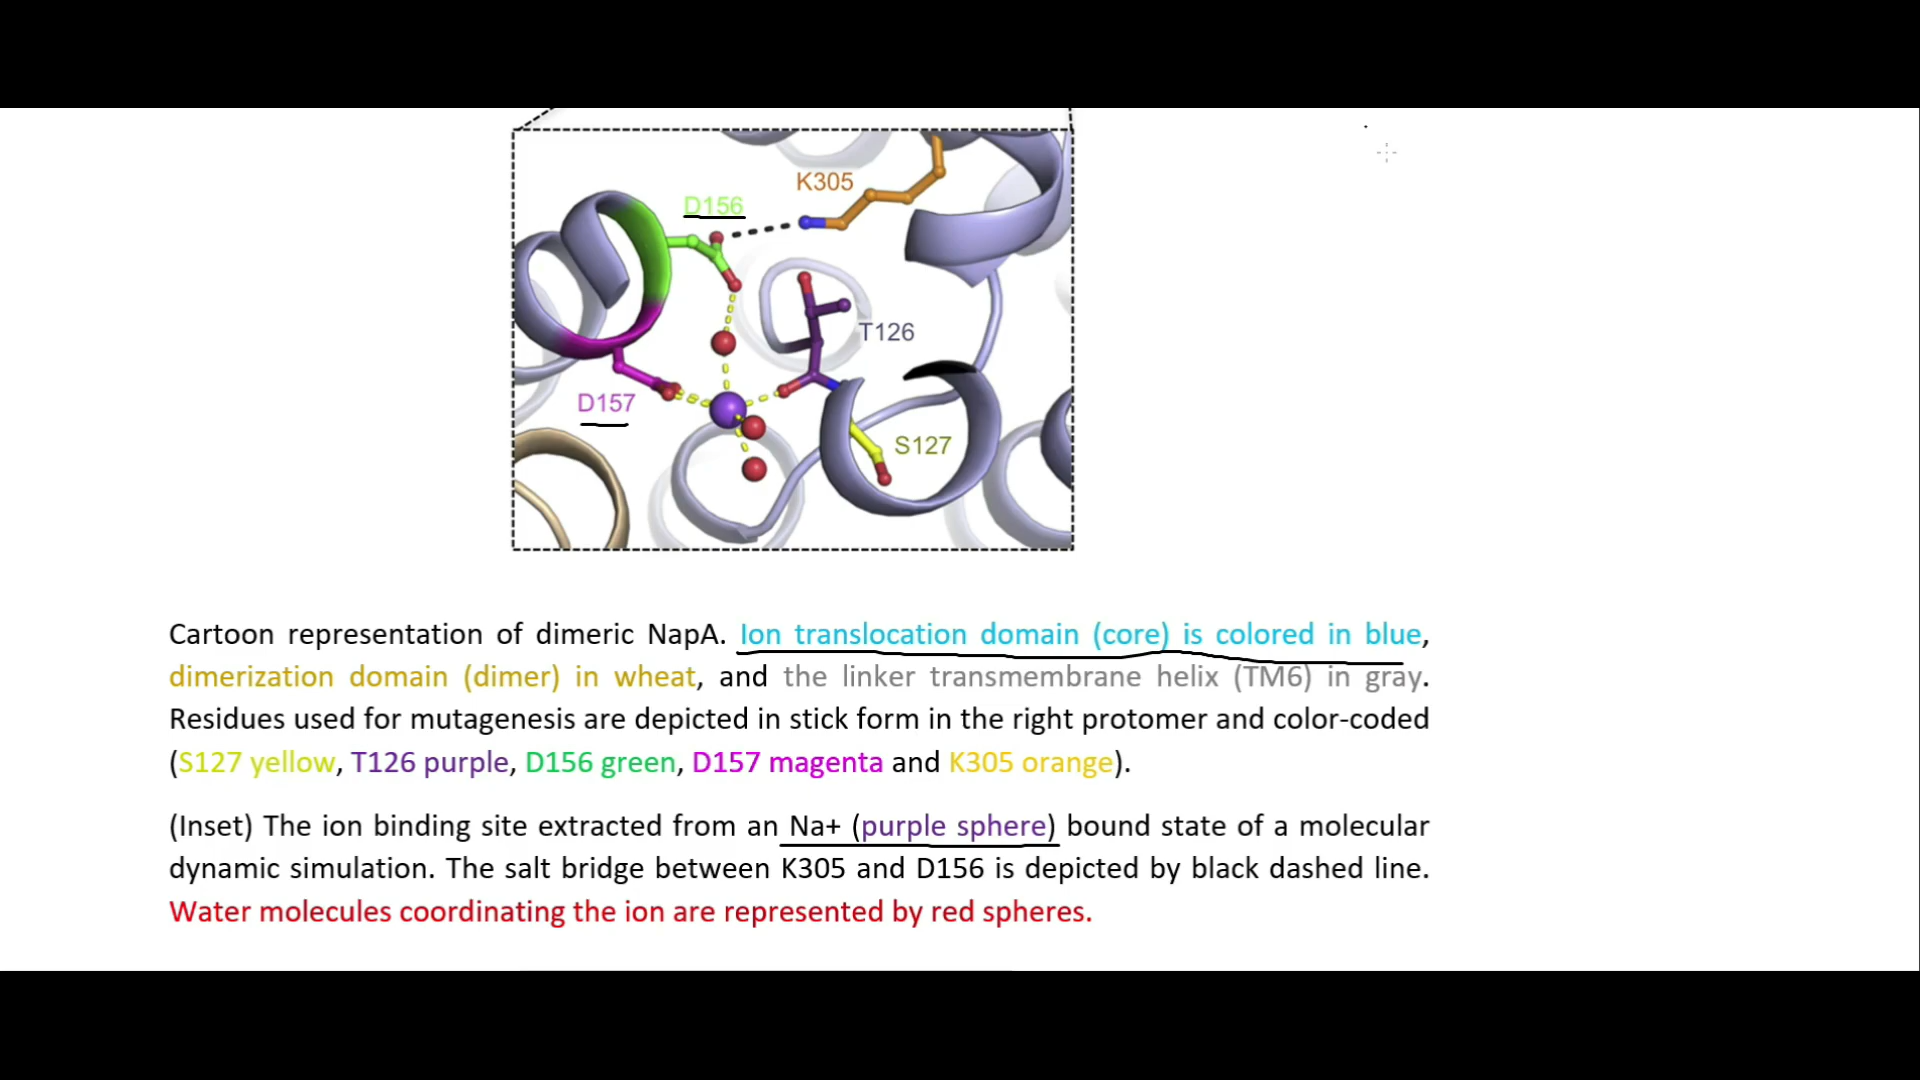 K305
D156
T126
D157
S127
Cartoon representation of dimeric NapA. Ion translocation domain (core) is colored in blue,
dimerization domain (dimer) in wheat, and the linker transmembrane helix (TM6) in gray.
Residues used for mutagenesis are depicted in stick form in the right protomer and color-coded
(S127 yellow, T126 purple, D156 green, D157 magenta and K305 orange).
(Inset) The ion binding site extracted from an Na+ (purple sphere) bound state of a molecular
dynamic simulation. The salt bridge between K305 and D156 is depicted by black dashed line.
Water molecules coordinating the ion are represented by red spheres.